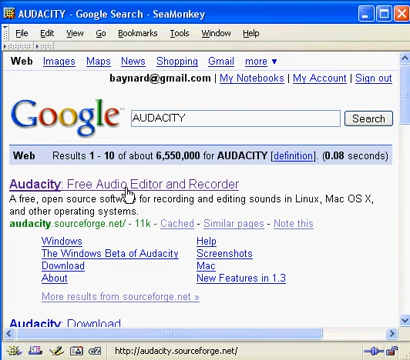 AUDACITY - Google Search - SeaMonkey
File Edit View Go Bookmarks Tools Window Help
Web Images Maps News Shopping Gmail more ▼
baynard@gmail.com | My Notebooks | My Account | Sign out
Google AUDACITY Search
Web Results 1 - 10 of about 6,550,000 for AUDACITY [definition]. (0.08 seconds)
Audacity: Free Audio Editor and Recorder
A free, open source software for recording and editing sounds in Linux, Mac OS X,
and other operating systems.
audacity.sourceforge.net/ - 11k - Cached - Similar pages - Note this
Windows Help
The Windows Beta of Audacity Screenshots
Download Mac
About New Features in 1.3
More results from sourceforge.net »
Audacity: Download
http://audacity.sourceforge.net/